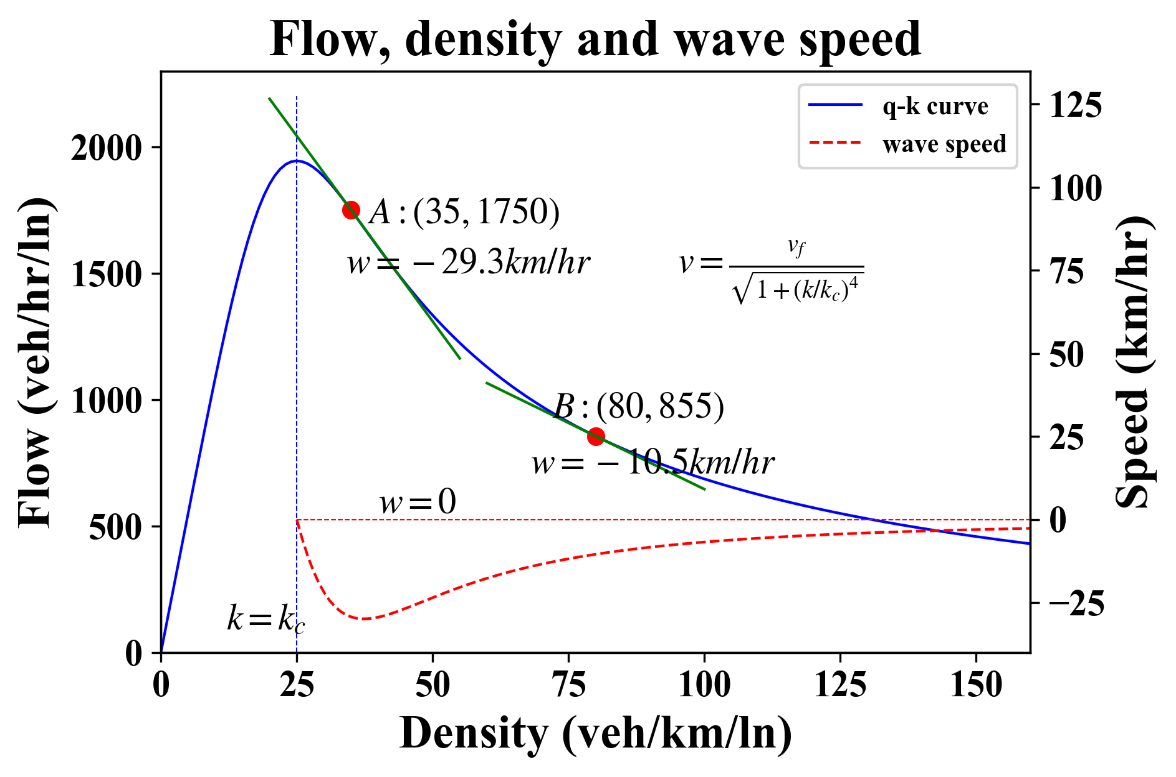 Flow, density and wave speed
q-k curve
wave speed
A : (35, 1750)
w = −29.3km/hr
v = v_f / √(1 + (k/k_c)^4)
B : (80, 855)
w = −10.5km/hr
w = 0
k = k_c
Flow (veh/hr/ln)
2000
1500
1000
500
0
Speed (km/hr)
125
100
75
50
25
0
−25
0 25 50 75 100 125 150
Density (veh/km/ln)